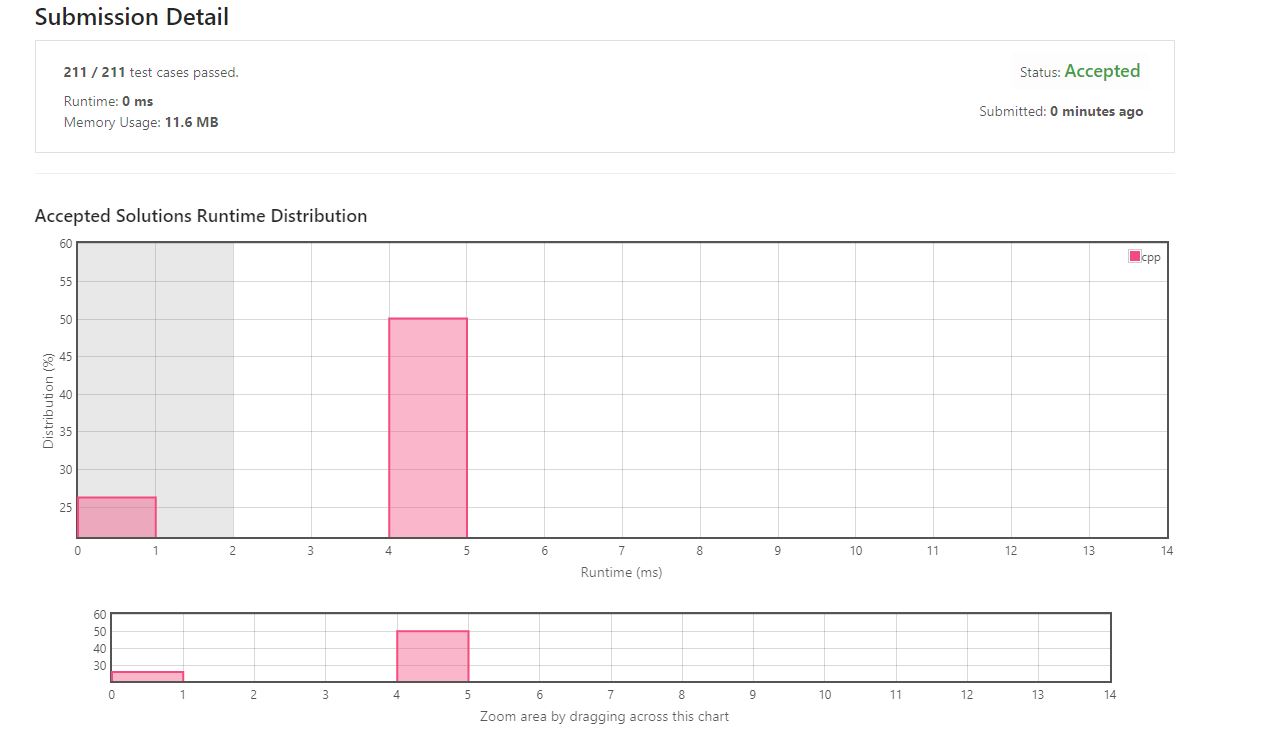 Submission Detail
211 / 211 test cases passed.
Status: Accepted
Runtime: 0 ms
Submitted: 0 minutes ago
Memory Usage: 11.6 MB
Accepted Solutions Runtime Distribution
cpp
60
55
50
45
40
35
30
25
Distribution (%)
0 1 2 3 4 5 6 7 8 9 10 11 12 13 14
Runtime (ms)
60
50
40
30
0 1 2 3 4 5 6 7 8 9 10 11 12 13 14
Zoom area by dragging across this chart